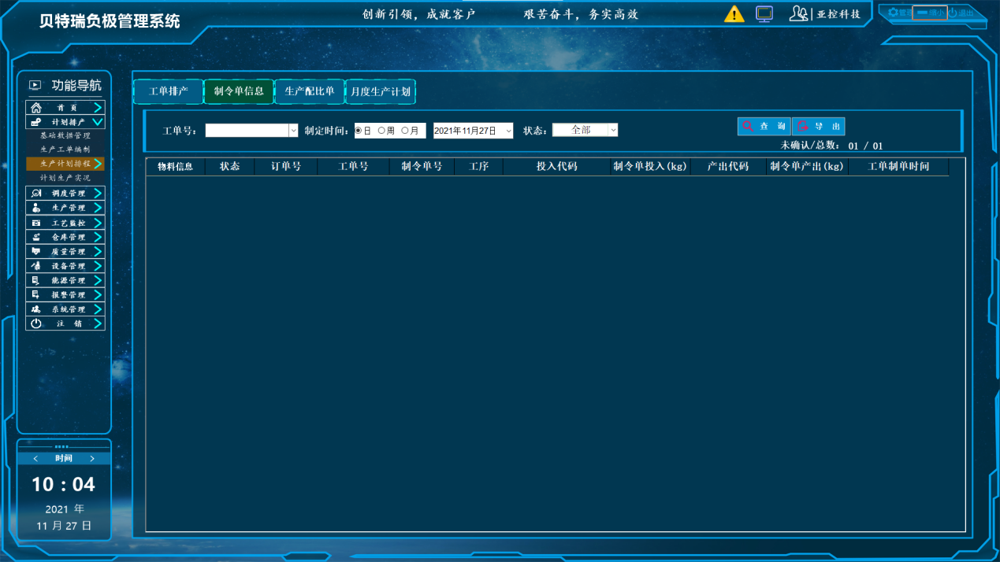 贝特瑞负极管理系统
创新引领，成就客户 艰苦奋斗，务实高效
亚控科技
管理 缩小 退出
功能导航
首 页
计划排产
基础数据管理
生产工单编制
生产计划排程
计划生产实况
调度管理
生产管理
工艺监控
仓库管理
质量管理
设备管理
能源管理
报警管理
系统管理
注 销
< 时间 >
10 : 04
2021 年
11 月 27 日
工单排产 制令单信息 生产配比单 月度生产计划
工单号： 制定时间： 日 周 月 2021年11月27日 状态： 全部 查 询 导 出
未确认/总数： 01 / 01
物料信息 状态 订单号 工单号 制令单号 工序 投入代码 制令单投入(kg) 产出代码 制令单产出(kg) 工单制单时间